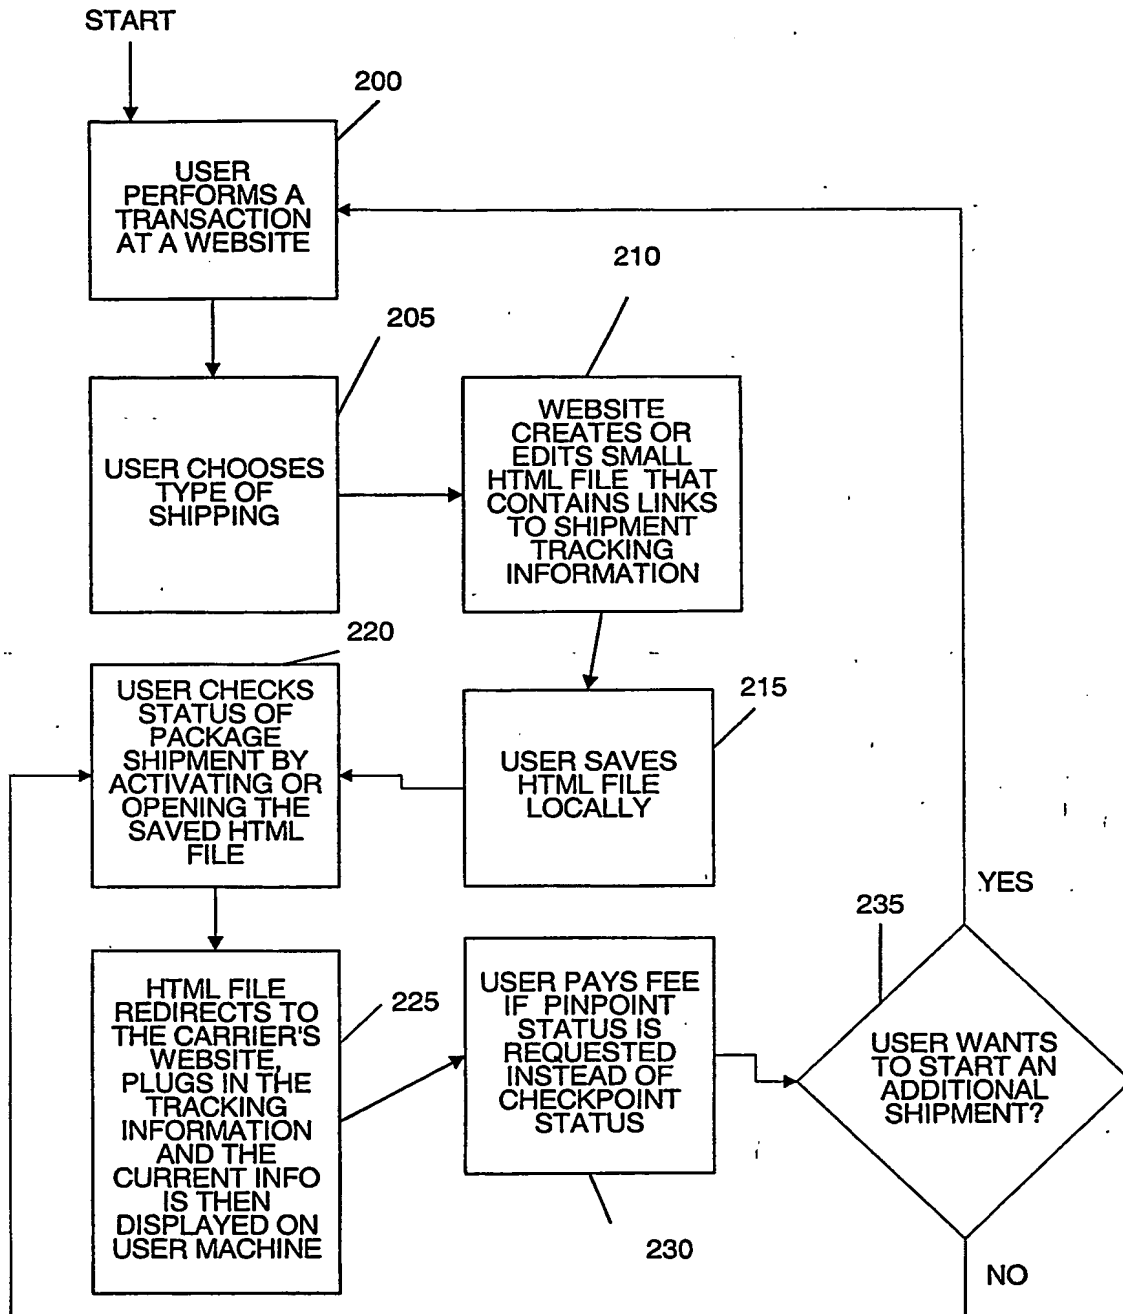 START
200
USER
PERFORMS A
TRANSACTION
AT A WEBSITE
205
210
USER CHOOSES
TYPE OF
SHIPPING
WEBSITE
CREATES OR
EDITS SMALL
HTML FILE THAT
CONTAINS LINKS
TO SHIPMENT
TRACKING
INFORMATION
220
USER CHECKS
STATUS OF
PACKAGE
SHIPMENT BY
ACTIVATING OR
OPENING THE
SAVED HTML
FILE
215
USER SAVES
HTML FILE
LOCALLY
225
HTML FILE
REDIRECTS TO
THE CARRIER'S
WEBSITE,
PLUGS IN THE
TRACKING
INFORMATION
AND THE
CURRENT INFO
IS THEN
DISPLAYED ON
USER MACHINE
USER PAYS FEE
IF PINPOINT
STATUS IS
REQUESTED
INSTEAD OF
CHECKPOINT
STATUS
230
235
YES
USER WANTS
TO START AN
ADDITIONAL
SHIPMENT?
NO